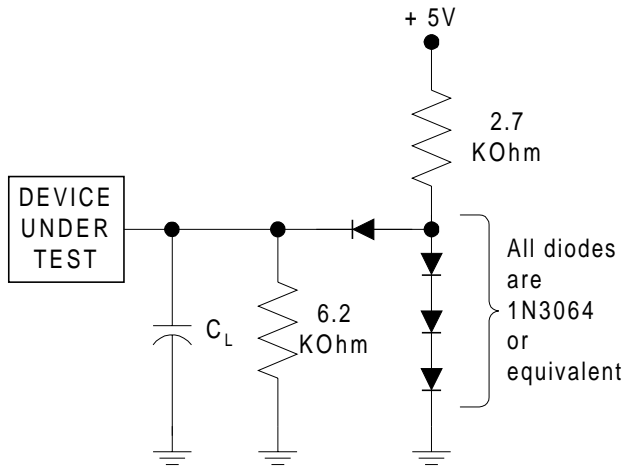 + 5V
2.7
KOhm
DEVICE
UNDER
TEST
C_L
6.2
KOhm
All diodes
are
1N3064
or
equivalent